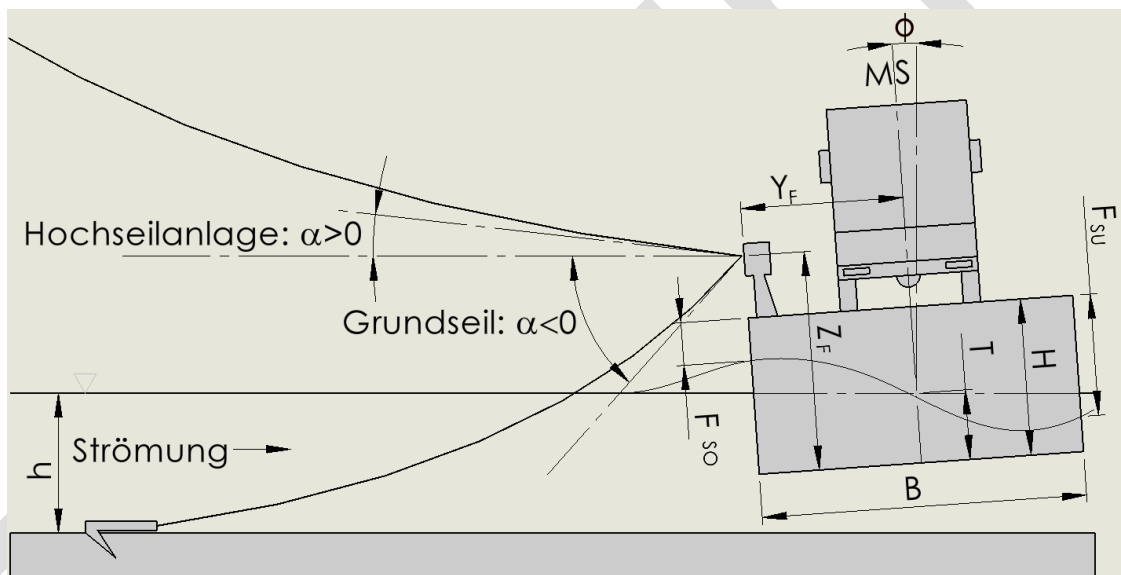 ϕ
MS
Y_F
F_SU
Hochseilanlage: α>0
Grundseil: α<0
Z_F
T
H
F_SO
h
Strömung
B